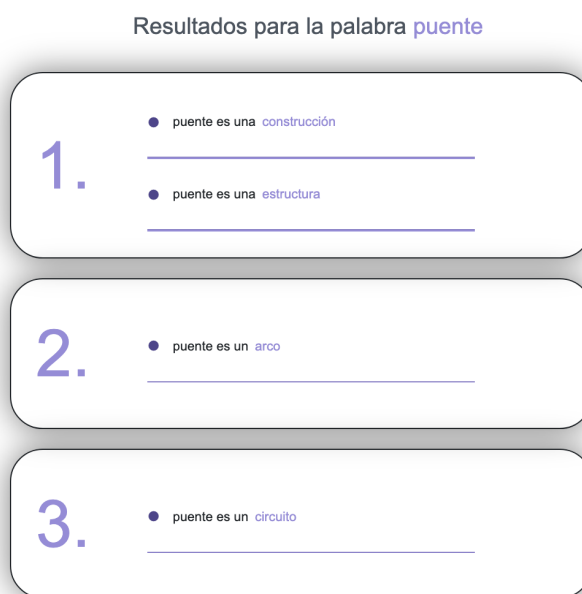 Resultados para la palabra puente
1.
puente es una construcción
puente es una estructura
2.
puente es un arco
3.
puente es un circuito